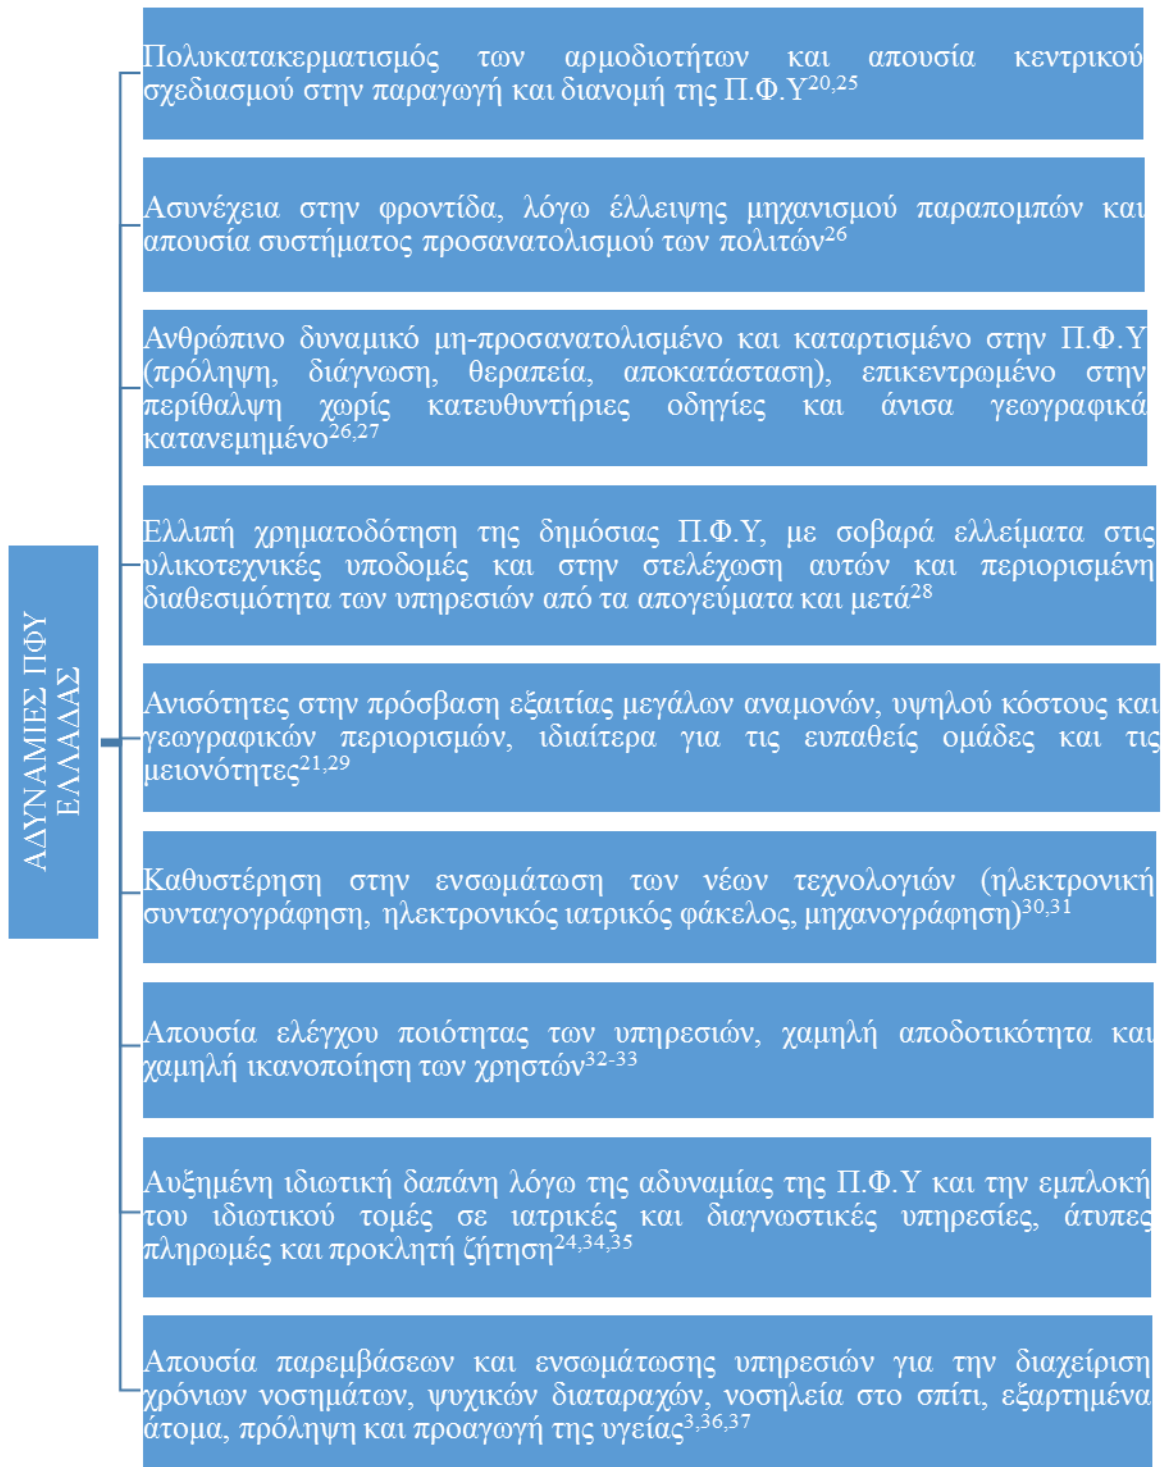 ΑΔΥΝΑΜΙΕΣ ΠΦΥ
ΕΛΛΑΔΑΣ
Πολυκατακερματισμός των αρμοδιοτήτων και απουσία κεντρικού
σχεδιασμού στην παραγωγή και διανομή της Π.Φ.Υ20,25
Ασυνέχεια στην φροντίδα, λόγω έλλειψης μηχανισμού παραπομπών και
απουσία συστήματος προσανατολισμού των πολιτών26
Ανθρώπινο δυναμικό μη-προσανατολισμένο και καταρτισμένο στην Π.Φ.Υ
(πρόληψη, διάγνωση, θεραπεία, αποκατάσταση), επικεντρωμένο στην
περίθαλψη χωρίς κατευθυντήριες οδηγίες και άνισα γεωγραφικά
κατανεμημένο26,27
Ελλιπή χρηματοδότηση της δημόσιας Π.Φ.Υ, με σοβαρά ελλείματα στις
υλικοτεχνικές υποδομές και στην στελέχωση αυτών και περιορισμένη
διαθεσιμότητα των υπηρεσιών από τα απογεύματα και μετά28
Ανισότητες στην πρόσβαση εξαιτίας μεγάλων αναμονών, υψηλού κόστους και
γεωγραφικών περιορισμών, ιδιαίτερα για τις ευπαθείς ομάδες και τις
μειονότητες21,29
Καθυστέρηση στην ενσωμάτωση των νέων τεχνολογιών (ηλεκτρονική
συνταγογράφηση, ηλεκτρονικός ιατρικός φάκελος, μηχανογράφηση)30,31
Απουσία ελέγχου ποιότητας των υπηρεσιών, χαμηλή αποδοτικότητα και
χαμηλή ικανοποίηση των χρηστών32-33
Αυξημένη ιδιωτική δαπάνη λόγω της αδυναμίας της Π.Φ.Υ και την εμπλοκή
του ιδιωτικού τομές σε ιατρικές και διαγνωστικές υπηρεσίες, άτυπες
πληρωμές και προκλητή ζήτηση24,34,35
Απουσία παρεμβάσεων και ενσωμάτωσης υπηρεσιών για την διαχείριση
χρόνιων νοσημάτων, ψυχικών διαταραχών, νοσηλεία στο σπίτι, εξαρτημένα
άτομα, πρόληψη και προαγωγή της υγείας3,36,37